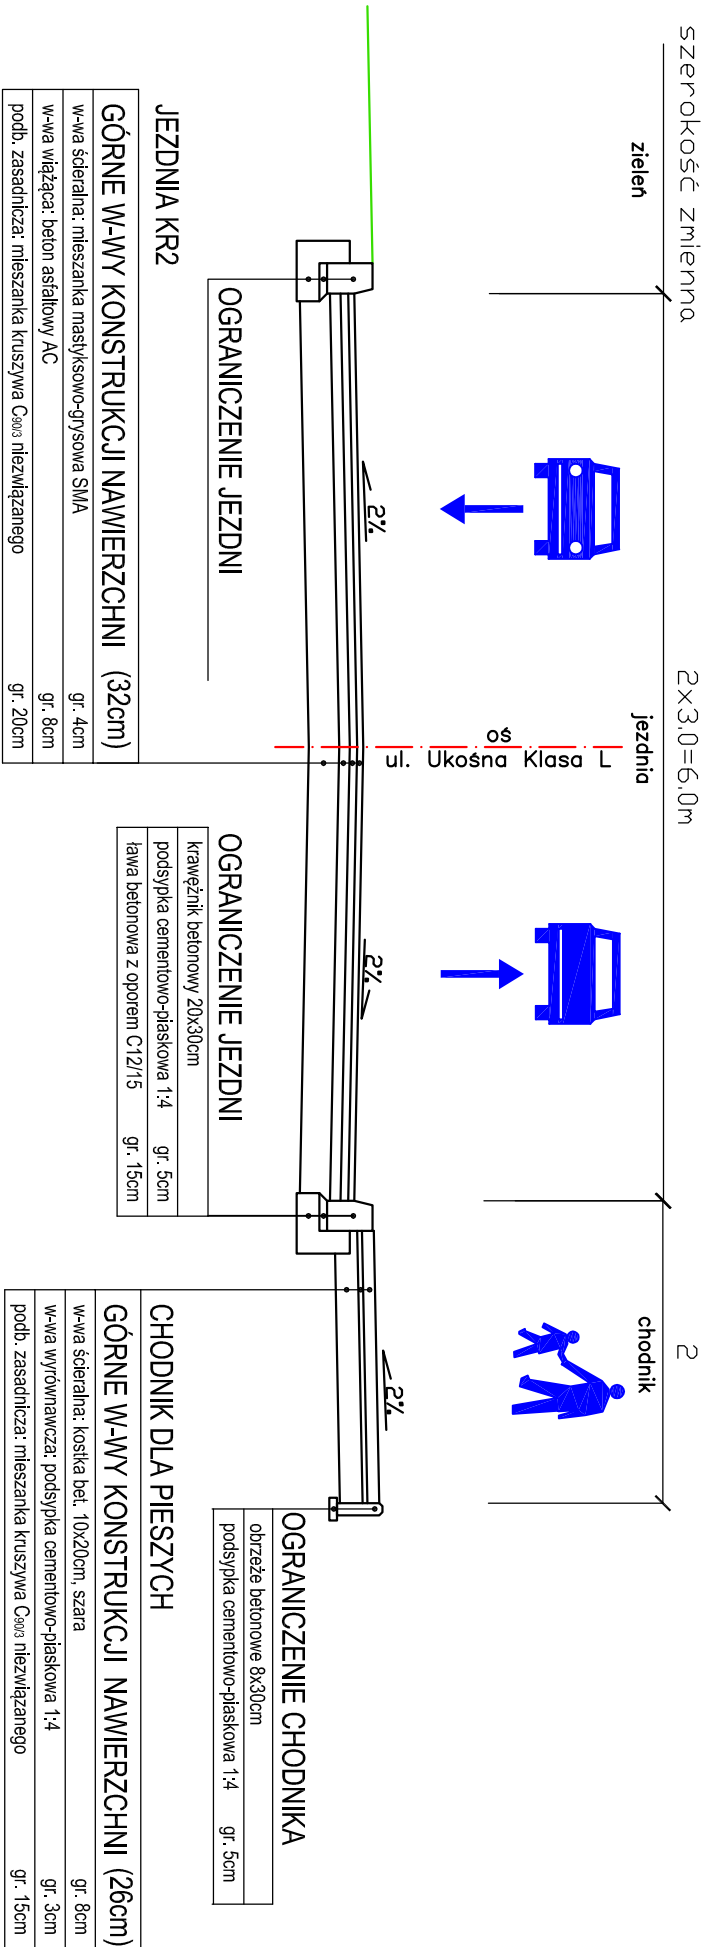 szerokość zmienna
2x3.0=6.0m
2
zieleń
jezdnia
chodnik
oś
ul. Ukośna Klasa L
2%
2%
2%
OGRANICZENIE JEZDNI
JEZDNIA KR2
GÓRNE W-WY KONSTRUKCJI NAWIERZCHNI (32cm)
w-wa ścieralna: mieszanka mastyksowo-grysowa SMA gr. 4cm
w-wa wiążąca: beton asfaltowy AC gr. 8cm
podb. zasadnicza: mieszanka kruszywa C90/3 niezwiązanego gr. 20cm
OGRANICZENIE JEZDNI
krawężnik betonowy 20x30cm
podsypka cementowo-piaskowa 1:4 gr. 5cm
ława betonowa z oporem C12/15 gr. 15cm
OGRANICZENIE CHODNIKA
obrzeże betonowe 8x30cm
podsypka cementowo-piaskowa 1:4 gr. 5cm
CHODNIK DLA PIESZYCH
GÓRNE W-WY KONSTRUKCJI NAWIERZCHNI (26cm)
w-wa ścieralna: kostka bet. 10x20cm, szara gr. 8cm
w-wa wyrównawcza: podsypka cementowo-piaskowa 1:4 gr. 3cm
podb. zasadnicza: mieszanka kruszywa C90/3 niezwiązanego gr. 15cm